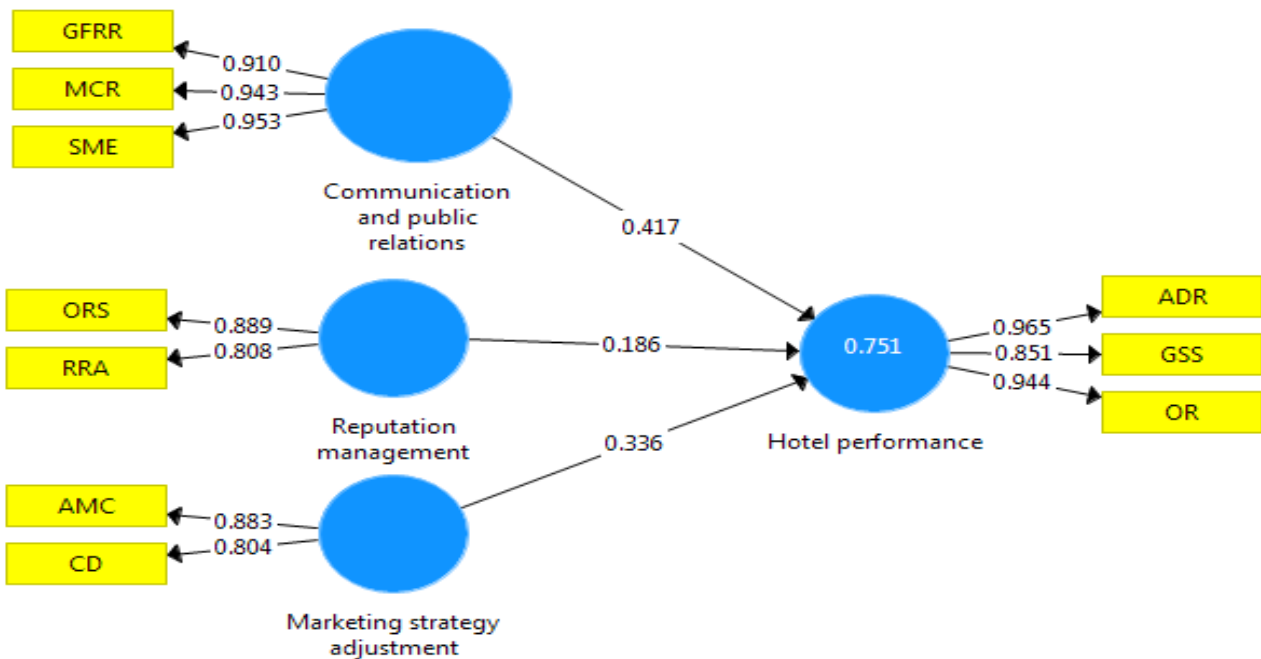 GFRR
0.910
MCR
0.943
SME
0.953
Communication
and public
relations
0.417
ORS
0.889
RRA
0.808
Reputation
management
0.186
AMC
0.883
CD
0.804
Marketing strategy
adjustment
0.336
0.751
Hotel performance
0.965
ADR
0.851
GSS
0.944
OR